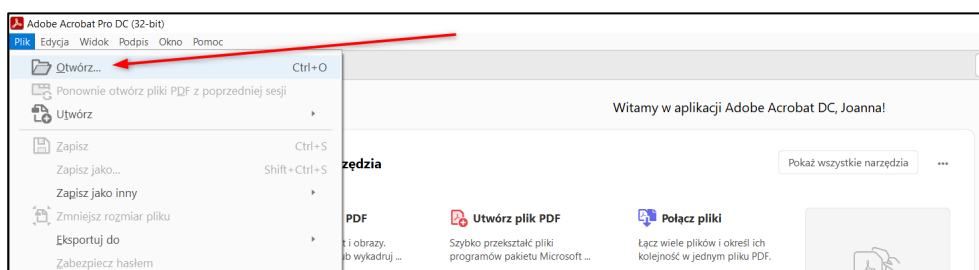 Adobe Acrobat Pro DC (32-bit)
Plik Edycja Widok Podpis Okno Pomoc
Otwórz... Ctrl+O
Ponownie otwórz pliki PDF z poprzedniej sesji
Utwórz
Zapisz Ctrl+S
Zapisz jako... Shift+Ctrl+S
Zapisz jako inny
Zmniejsz rozmiar pliku
Eksportuj do
Zabezpiecz hasłem
Witamy w aplikacji Adobe Acrobat DC, Joanna!
zędzia
Pokaż wszystkie narzędzia
PDF
t i obrazy.
ub wykadruj ...
Utwórz plik PDF
Szybko przekształć pliki
programów pakietu Microsoft ...
Połącz pliki
Łącz wiele plików i określ ich
kolejność w jednym pliku PDF.